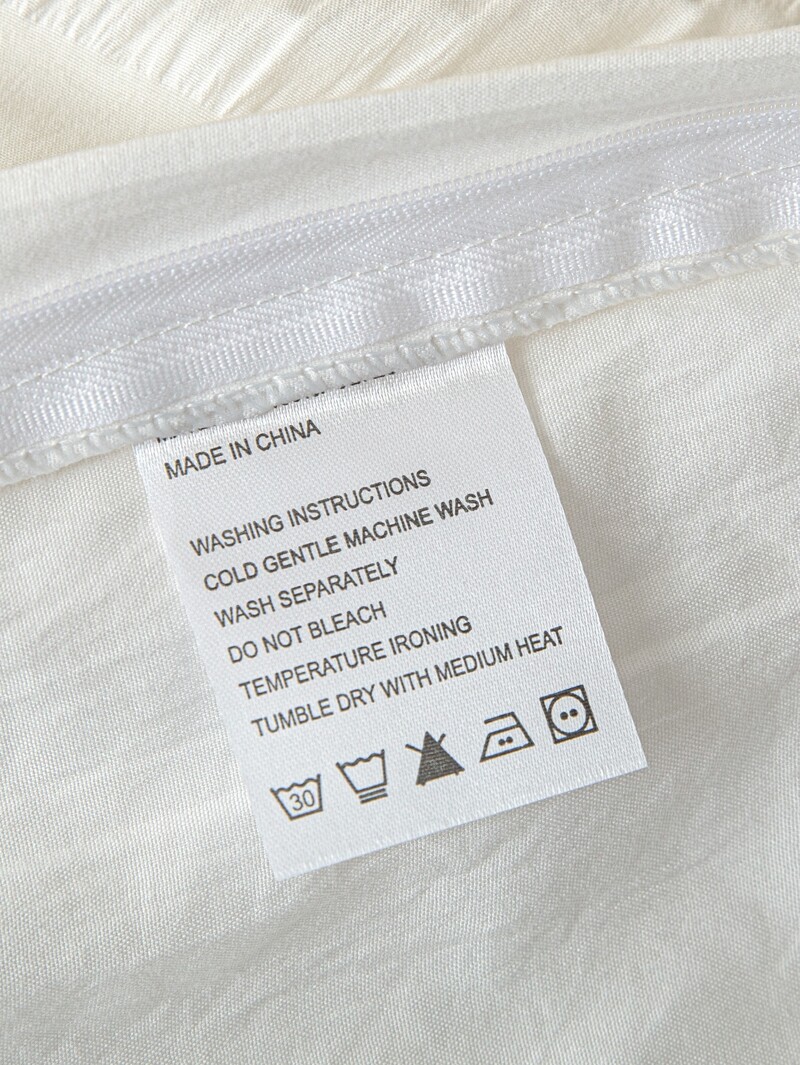 MADE IN CHINA
WASHING INSTRUCTIONS
COLD GENTLE MACHINE WASH
WASH SEPARATELY
DO NOT BLEACH
TEMPERATURE IRONING
TUMBLE DRY WITH MEDIUM HEAT
30